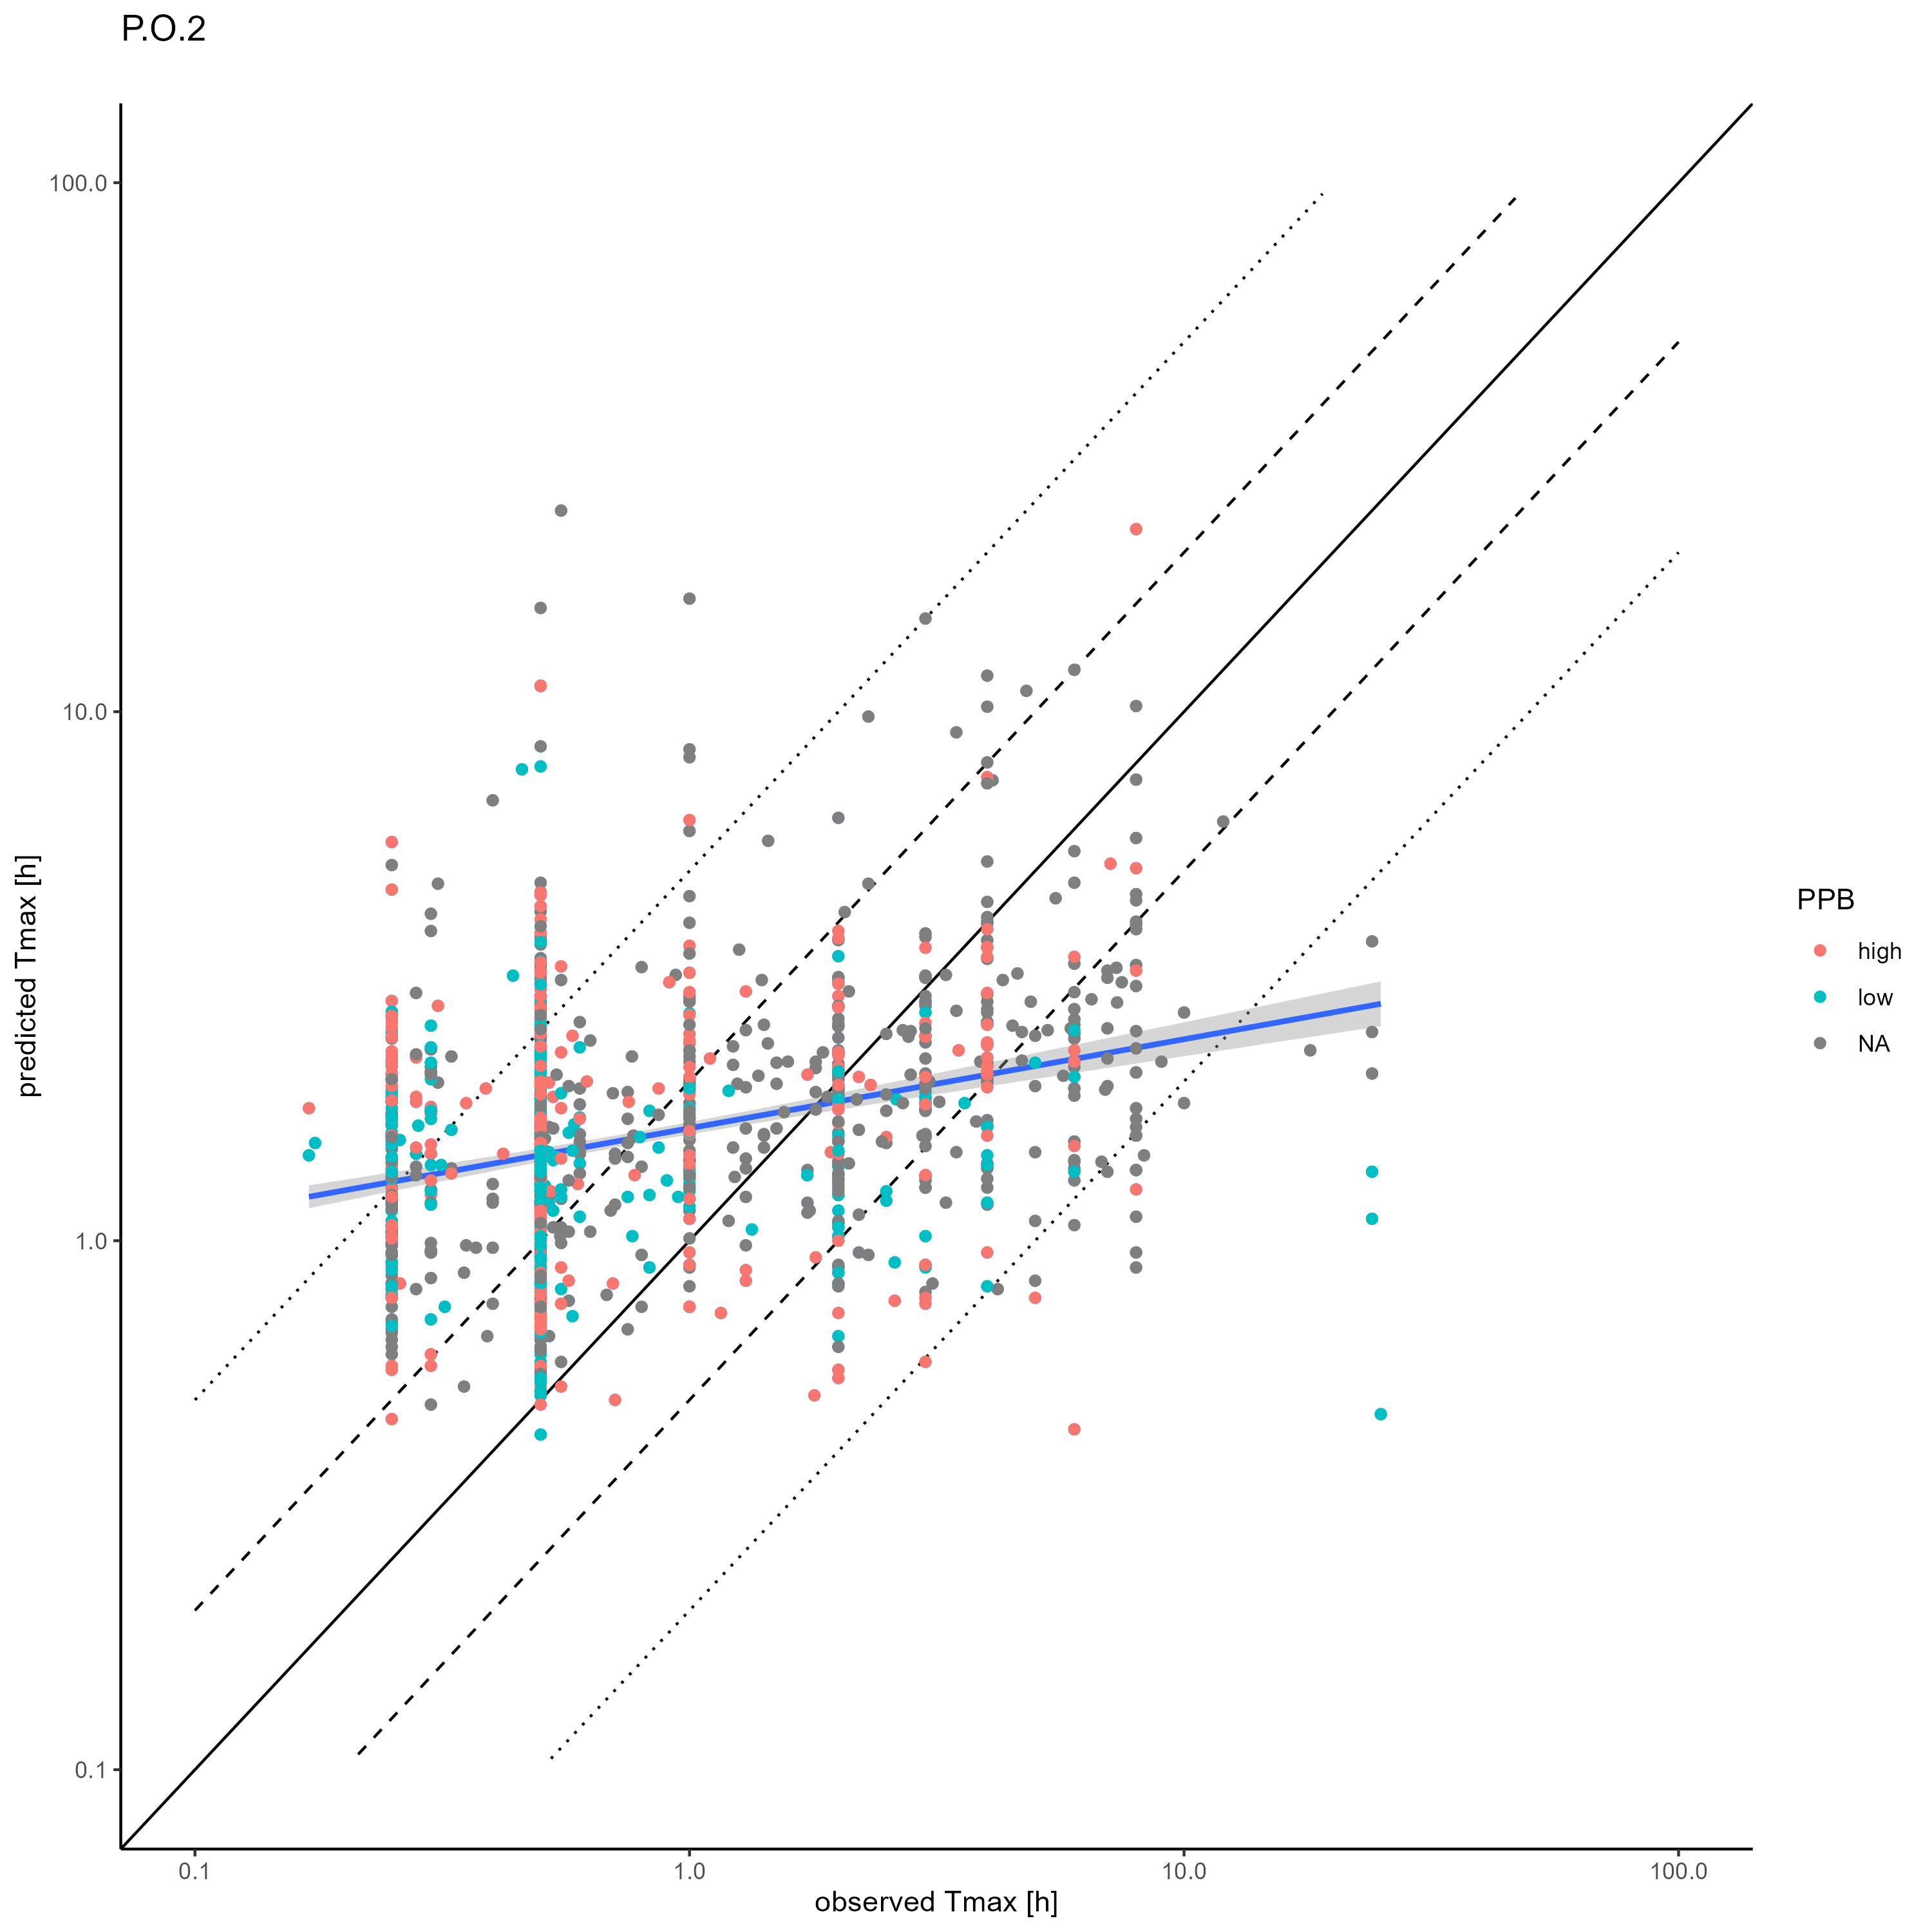 P.O.2
100.0
10.0
1.0
0.1
predicted Tmax [h]
0.1
1.0
10.0
100.0
observed Tmax [h]
PPB
high
low
NA